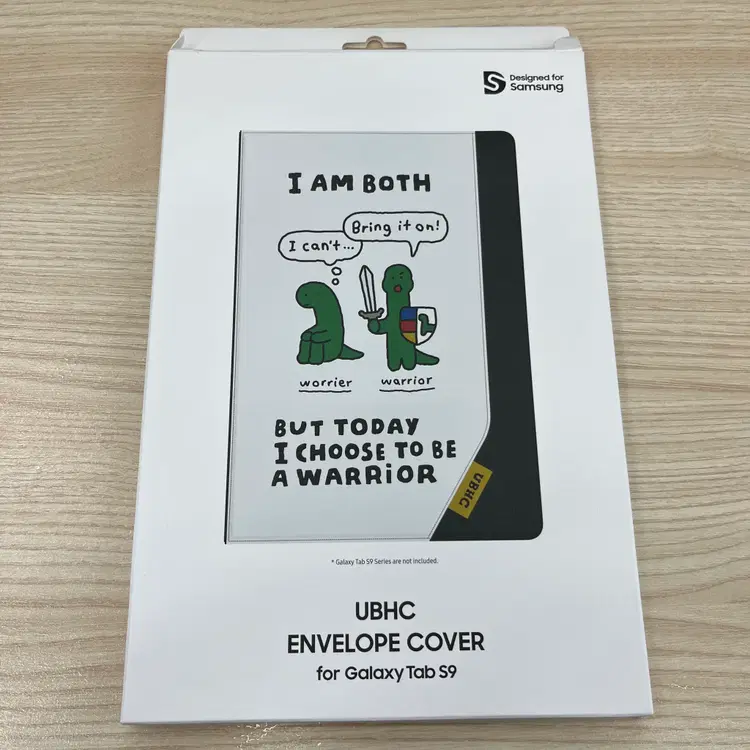 Designed for
Samsung
I AM BOTH
Bring it on!
I can't...
worrier
warrior
BUT TODAY
I CHOOSE TO BE
A WARRiOR
UBHC
* Galaxy Tab S9 Series are not included.
UBHC
ENVELOPE COVER
for Galaxy Tab S9